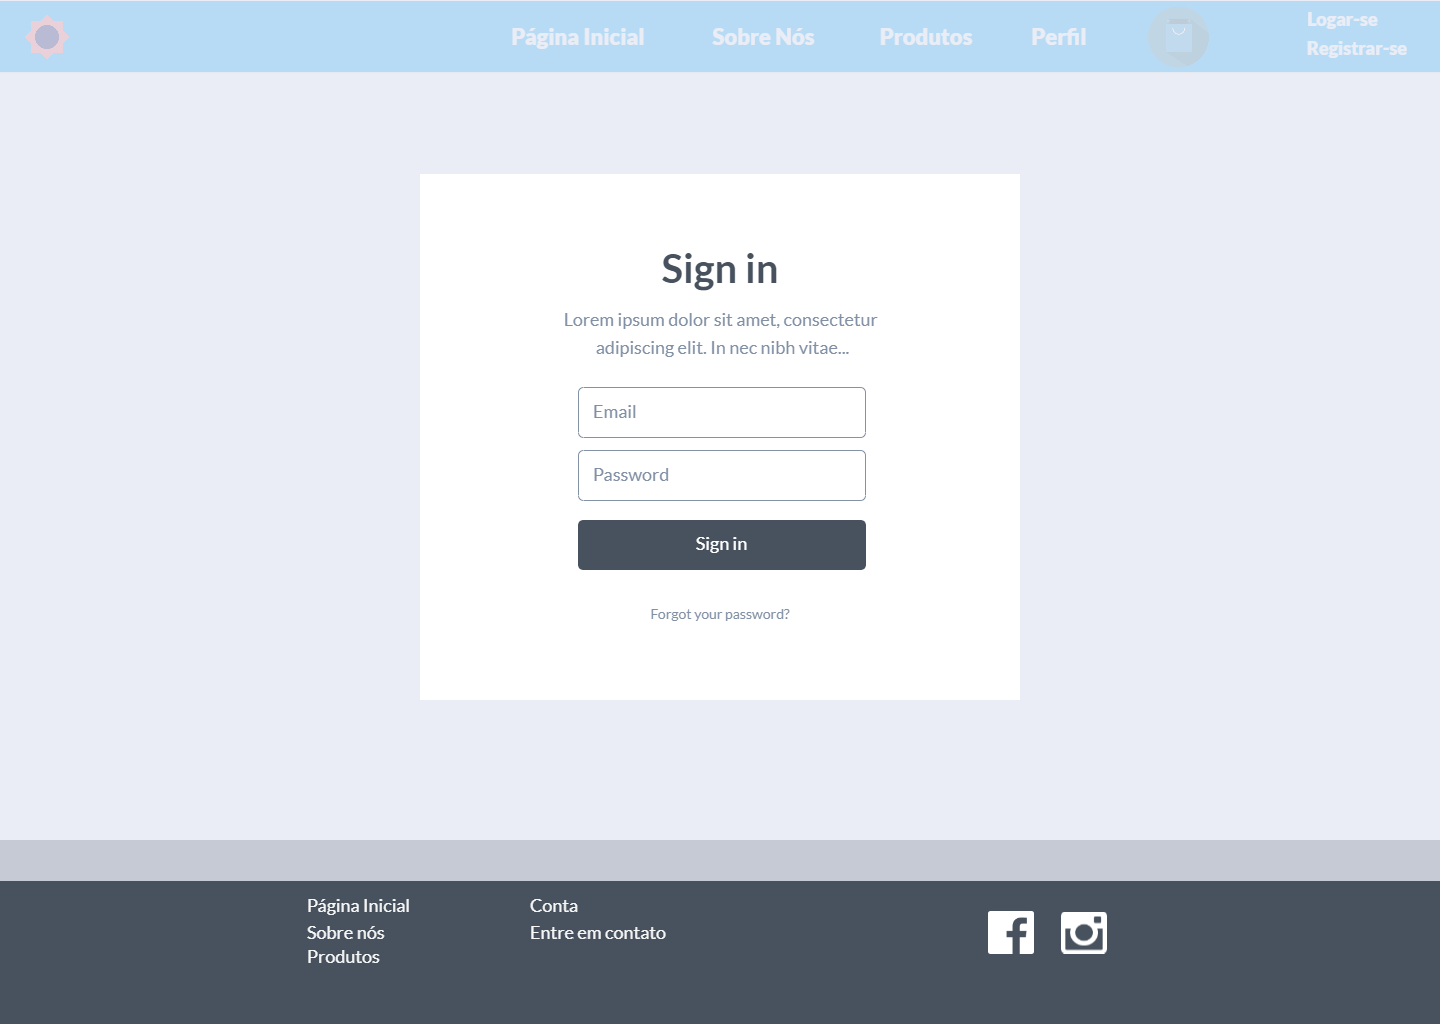 Página Inicial
Sobre Nós
Produtos
Perfil
Logar-se
Registrar-se
Sign in
Lorem ipsum dolor sit amet, consectetur
adipiscing elit. In nec nibh vitae...
Email
Password
Sign in
Forgot your password?
Página Inicial
Sobre nós
Produtos
Conta
Entre em contato